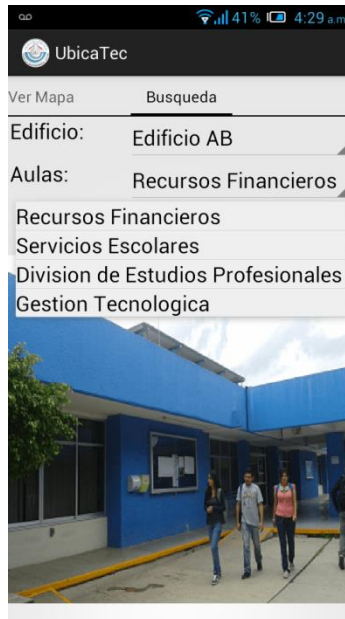 41% 4:29 a.m
UbicaTec
Ver Mapa Busqueda
Edificio: Edificio AB
Aulas: Recursos Financieros
Recursos Financieros
Servicios Escolares
Division de Estudios Profesionales
Gestion Tecnologica